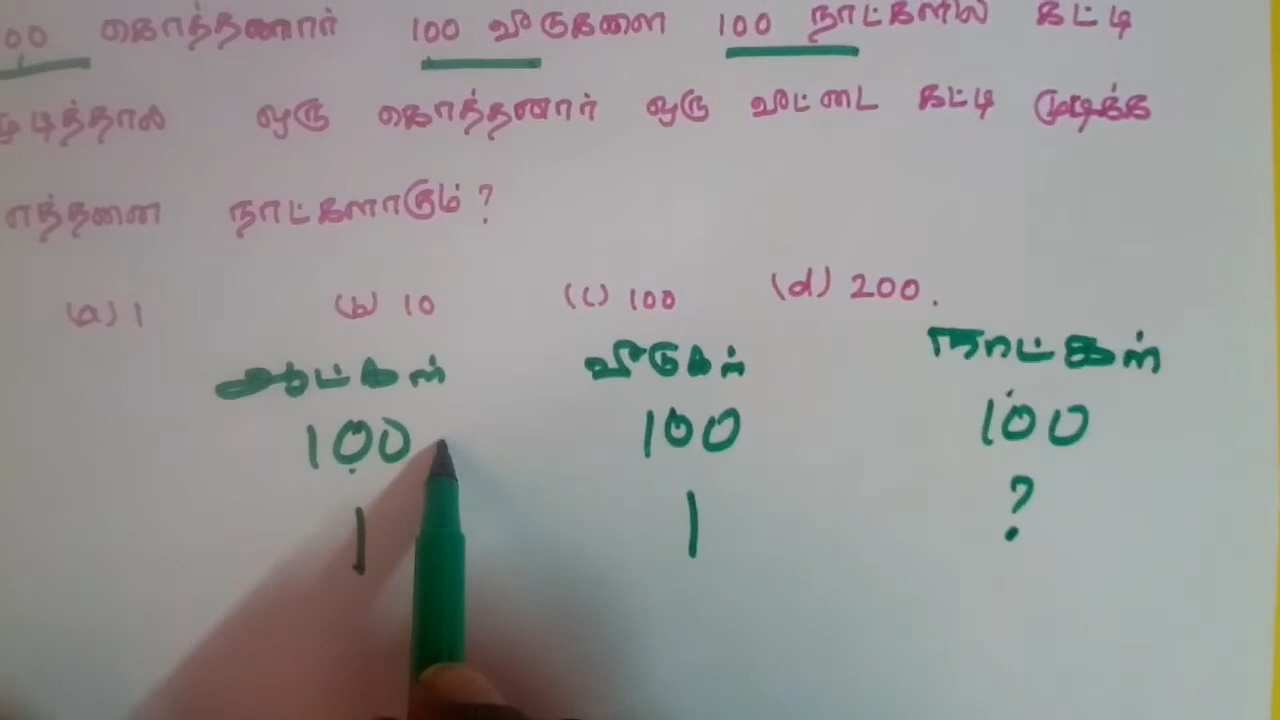 00 கொத்தனார் 100 வீடுகளை 100 நாட்களில் கட்டி
முடித்தால் ஒரு கொத்தனார் ஒரு வீட்டை கட்டி முடிக்க
எத்தனை நாட்களாகும்?
(a) 1 (b) 10 (c) 100 (d) 200.
ஆட்கள் வீடுகள் நாட்கள்
100 100 100
1 1 ?